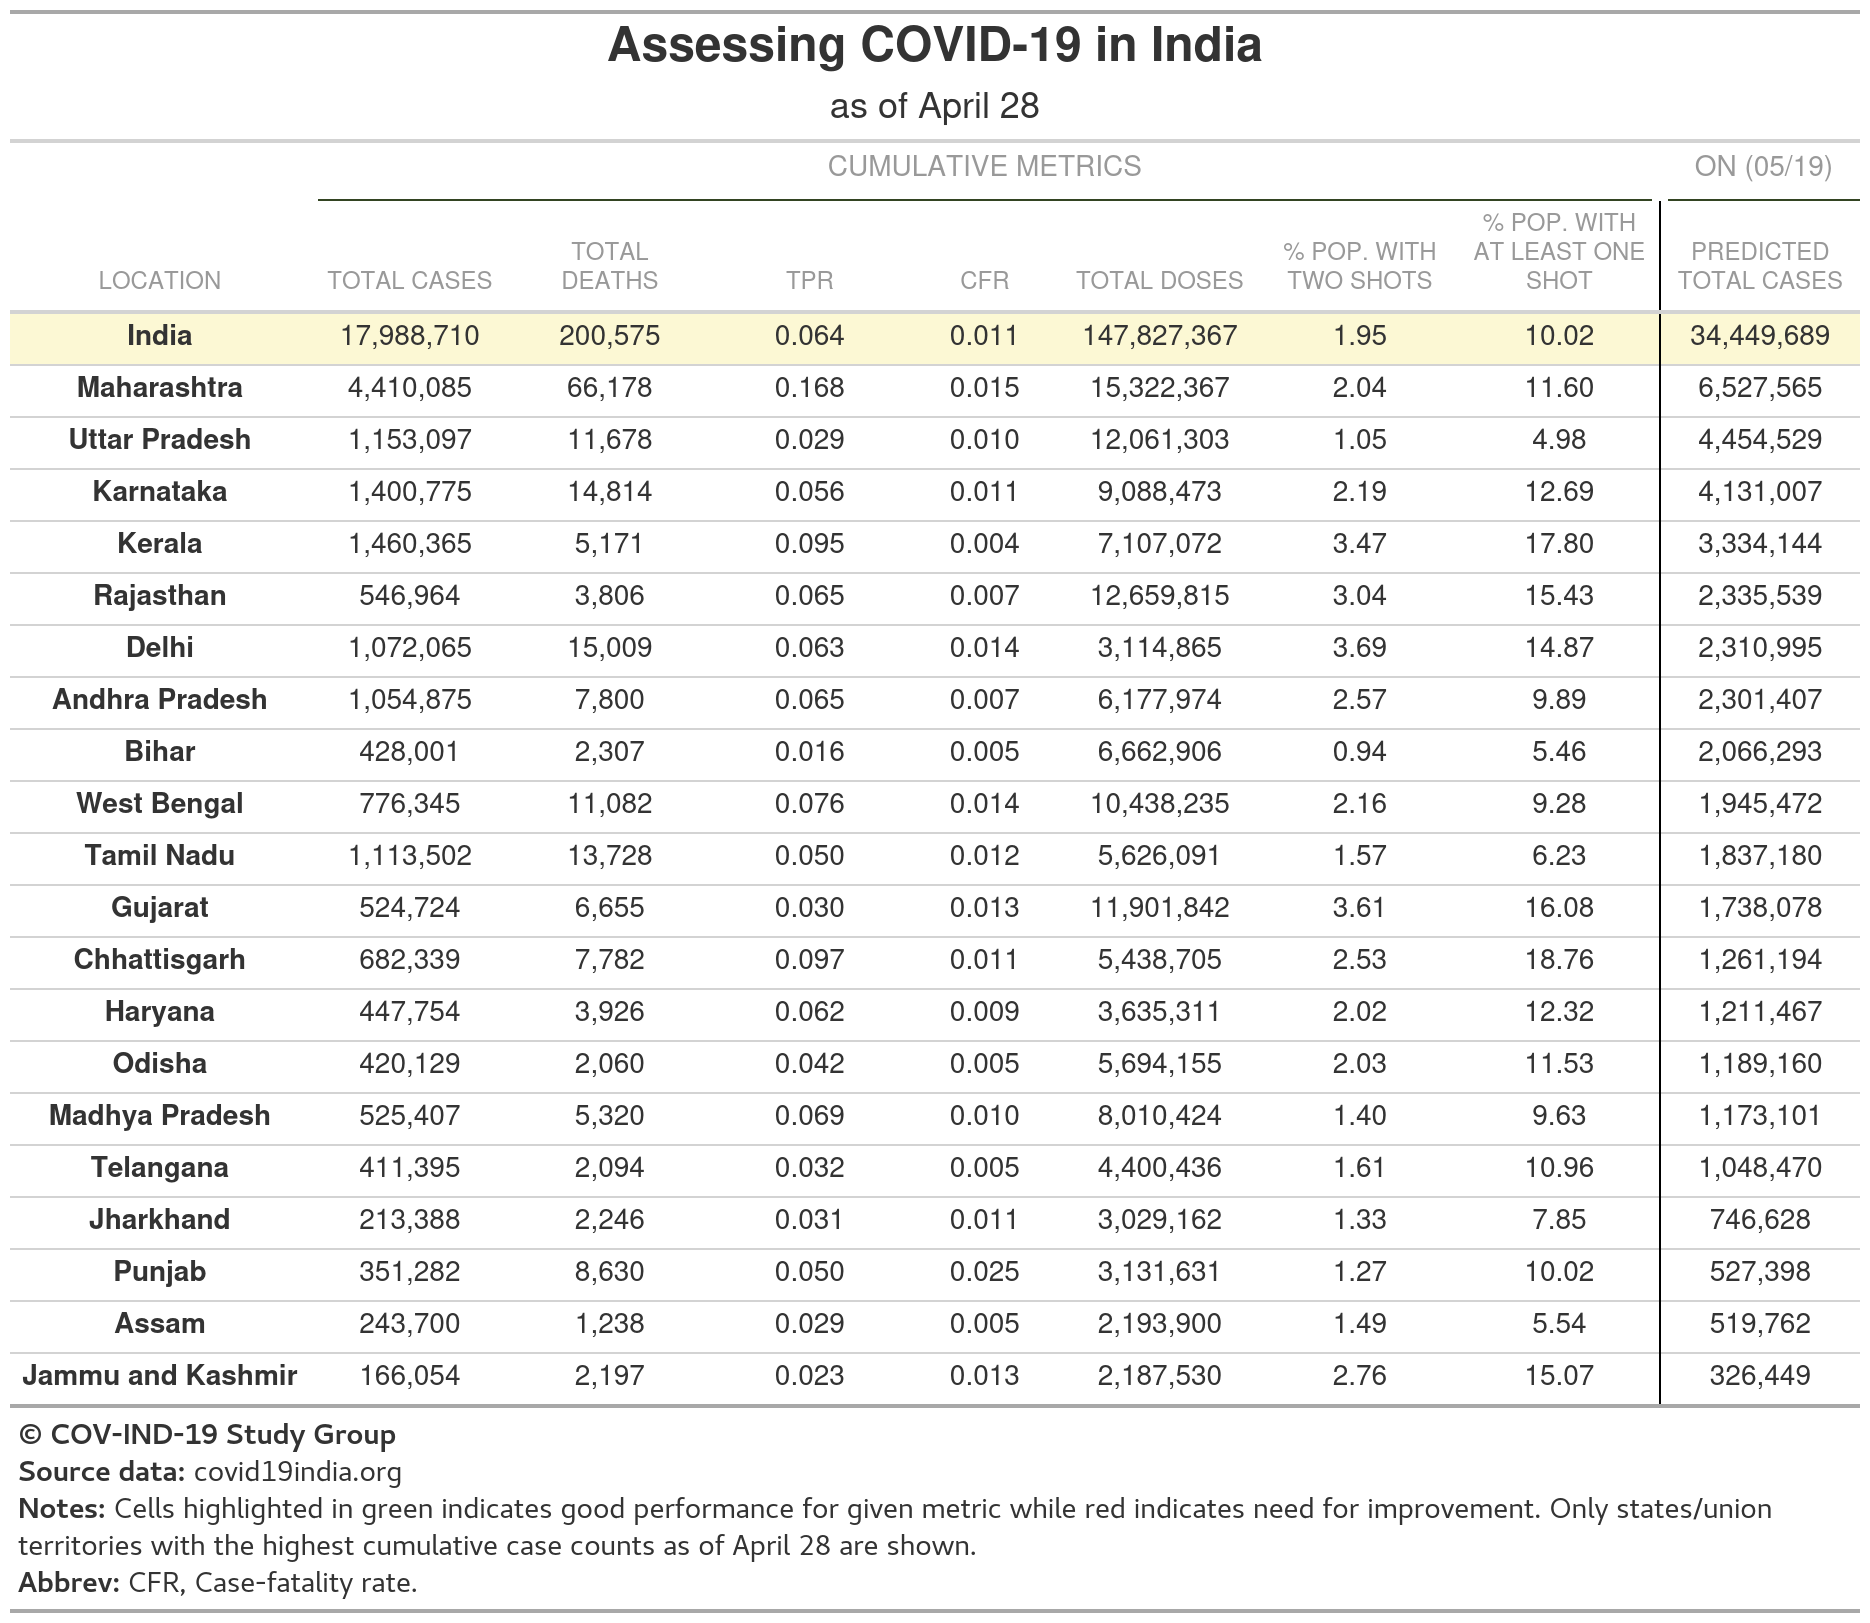 Assessing COVID-19 in India
as of April 28
CUMULATIVE METRICS ON (05/19)
LOCATION TOTAL CASES TOTAL DEATHS TPR CFR TOTAL DOSES % POP. WITH TWO SHOTS % POP. WITH AT LEAST ONE SHOT PREDICTED TOTAL CASES
India 17,988,710 200,575 0.064 0.011 147,827,367 1.95 10.02 34,449,689
Maharashtra 4,410,085 66,178 0.168 0.015 15,322,367 2.04 11.60 6,527,565
Uttar Pradesh 1,153,097 11,678 0.029 0.010 12,061,303 1.05 4.98 4,454,529
Karnataka 1,400,775 14,814 0.056 0.011 9,088,473 2.19 12.69 4,131,007
Kerala 1,460,365 5,171 0.095 0.004 7,107,072 3.47 17.80 3,334,144
Rajasthan 546,964 3,806 0.065 0.007 12,659,815 3.04 15.43 2,335,539
Delhi 1,072,065 15,009 0.063 0.014 3,114,865 3.69 14.87 2,310,995
Andhra Pradesh 1,054,875 7,800 0.065 0.007 6,177,974 2.57 9.89 2,301,407
Bihar 428,001 2,307 0.016 0.005 6,662,906 0.94 5.46 2,066,293
West Bengal 776,345 11,082 0.076 0.014 10,438,235 2.16 9.28 1,945,472
Tamil Nadu 1,113,502 13,728 0.050 0.012 5,626,091 1.57 6.23 1,837,180
Gujarat 524,724 6,655 0.030 0.013 11,901,842 3.61 16.08 1,738,078
Chhattisgarh 682,339 7,782 0.097 0.011 5,438,705 2.53 18.76 1,261,194
Haryana 447,754 3,926 0.062 0.009 3,635,311 2.02 12.32 1,211,467
Odisha 420,129 2,060 0.042 0.005 5,694,155 2.03 11.53 1,189,160
Madhya Pradesh 525,407 5,320 0.069 0.010 8,010,424 1.40 9.63 1,173,101
Telangana 411,395 2,094 0.032 0.005 4,400,436 1.61 10.96 1,048,470
Jharkhand 213,388 2,246 0.031 0.011 3,029,162 1.33 7.85 746,628
Punjab 351,282 8,630 0.050 0.025 3,131,631 1.27 10.02 527,398
Assam 243,700 1,238 0.029 0.005 2,193,900 1.49 5.54 519,762
Jammu and Kashmir 166,054 2,197 0.023 0.013 2,187,530 2.76 15.07 326,449
© COV-IND-19 Study Group
Source data: covid19india.org
Notes: Cells highlighted in green indicates good performance for given metric while red indicates need for improvement. Only states/union
territories with the highest cumulative case counts as of April 28 are shown.
Abbrev: CFR, Case-fatality rate.